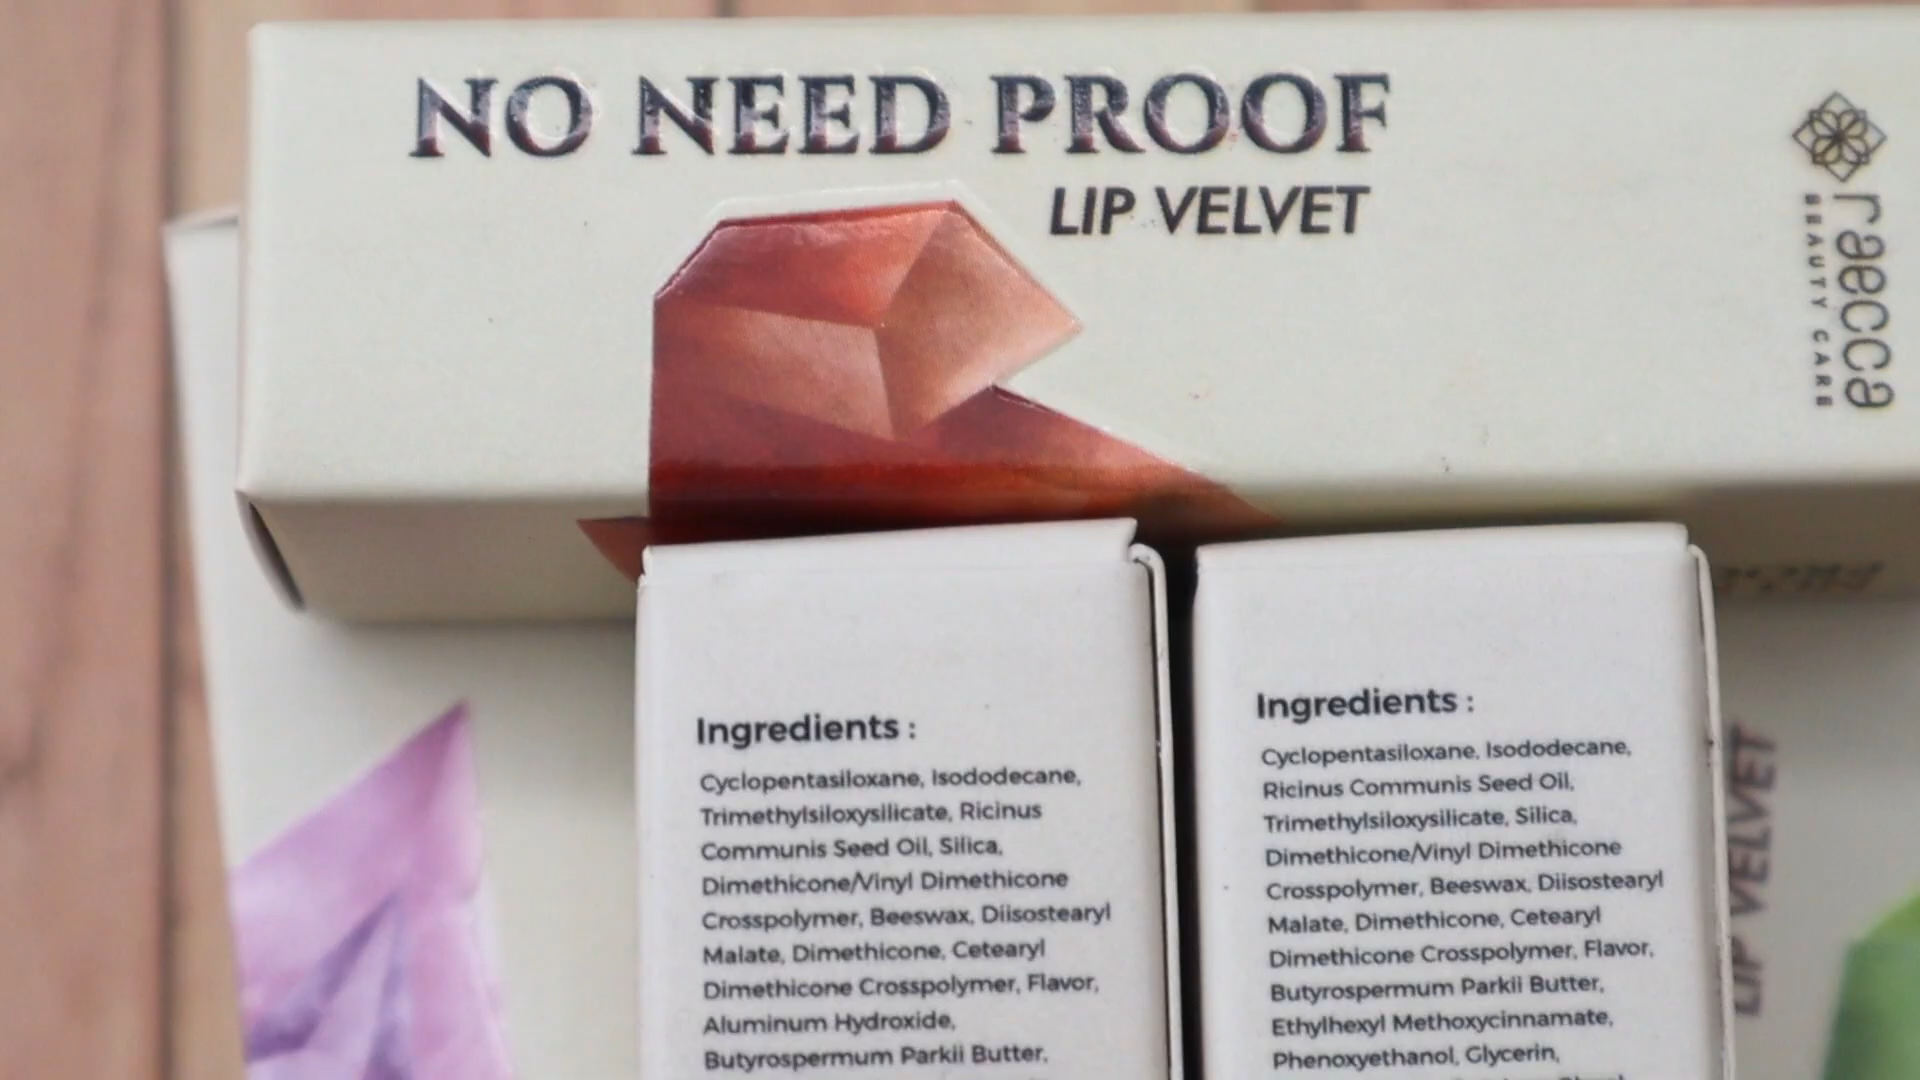 NO NEED PROOF
LIP VELVET
raecca
BEAUTY CARE
Ingredients :
Cyclopentasiloxane, Isododecane,
Trimethylsiloxysilicate, Ricinus
Communis Seed Oil, Silica,
Dimethicone/Vinyl Dimethicone
Crosspolymer, Beeswax, Diisostearyl
Malate, Dimethicone, Cetearyl
Dimethicone Crosspolymer, Flavor,
Aluminum Hydroxide,
Butyrospermum Parkii Butter,
Ingredients :
Cyclopentasiloxane, Isododecane,
Ricinus Communis Seed Oil,
Trimethylsiloxysilicate, Silica,
Dimethicone/Vinyl Dimethicone
Crosspolymer, Beeswax, Diisostearyl
Malate, Dimethicone, Cetearyl
Dimethicone Crosspolymer, Flavor,
Butyrospermum Parkii Butter,
Ethylhexyl Methoxycinnamate,
Phenoxyethanol, Glycerin,
LIP VELVET